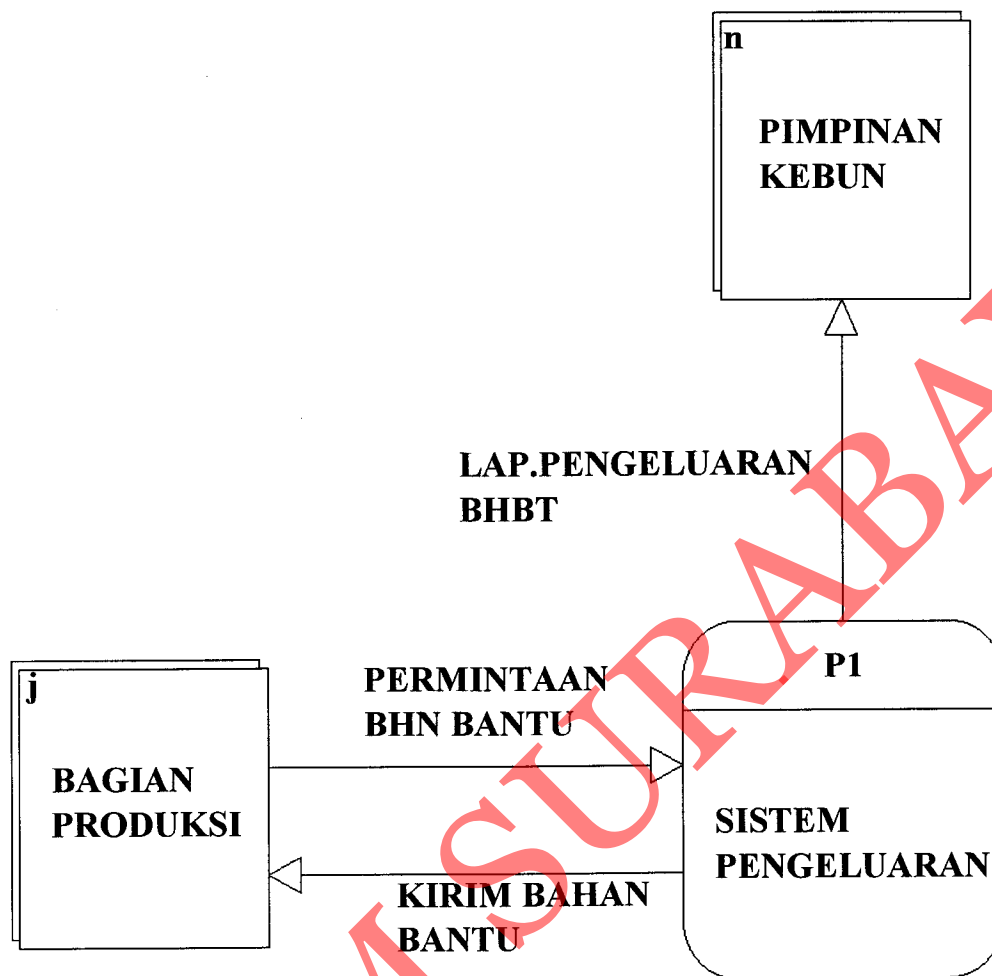 n
PIMPINAN
KEBUN
LAP.PENGELUARAN
BHBT
P1
j
PERMINTAAN
BHN BANTU
BAGIAN
PRODUKSI
SISTEM
PENGELUARAN
KIRIM BAHAN
BANTU
M SURABA